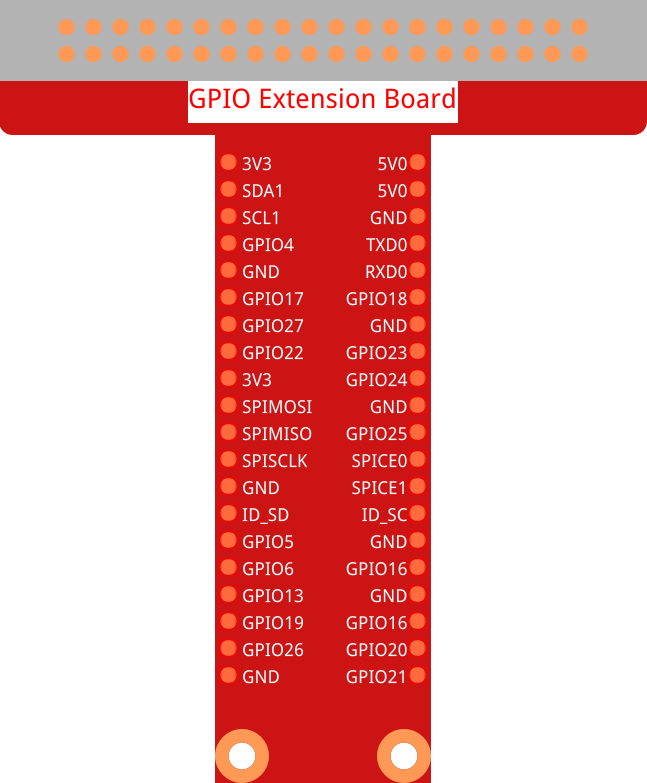 GPIO Extension Board
3V3 5V0
SDA1 5V0
SCL1 GND
GPIO4 TXD0
GND RXD0
GPIO17 GPIO18
GPIO27 GND
GPIO22 GPIO23
3V3 GPIO24
SPIMOSI GND
SPIMISO GPIO25
SPISCLK SPICE0
GND SPICE1
ID_SD ID_SC
GPIO5 GND
GPIO6 GPIO16
GPIO13 GND
GPIO19 GPIO16
GPIO26 GPIO20
GND GPIO21